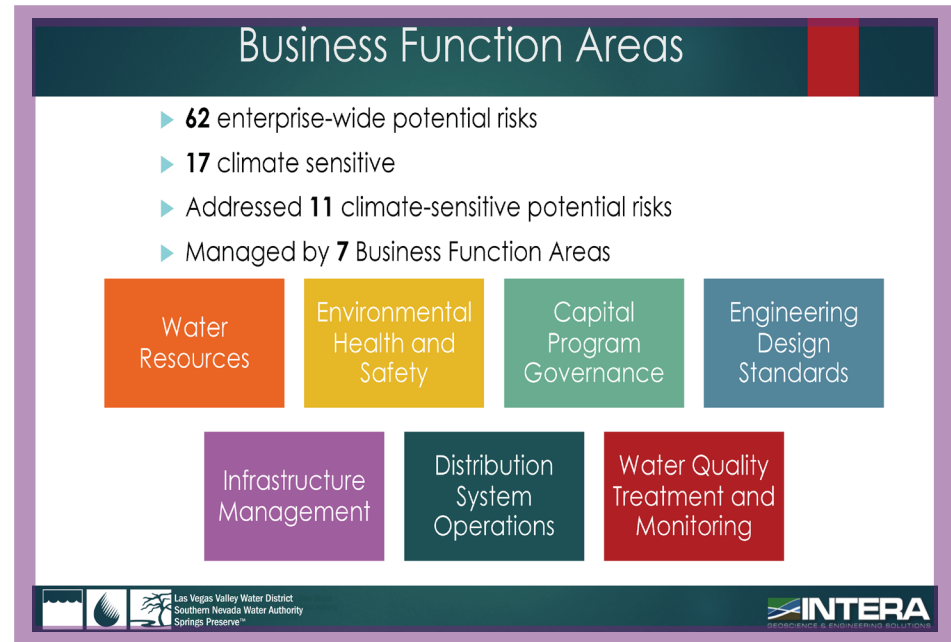 Business Function Areas
62 enterprise-wide potential risks
17 climate sensitive
Addressed 11 climate-sensitive potential risks
Managed by 7 Business Function Areas
Water
Resources
Environmental
Health and
Safety
Capital
Program
Governance
Engineering
Design
Standards
Infrastructure
Management
Distribution
System
Operations
Water Quality
Treatment and
Monitoring
Las Vegas Valley Water District
Southern Nevada Water Authority
Springs Preserve™
INTERA
GEOSCIENCE & ENGINEERING SOLUTIONS